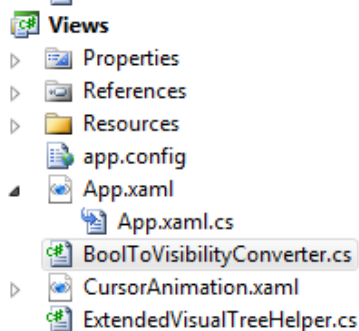 Views
Properties
References
Resources
app.config
App.xaml
App.xaml.cs
BoolToVisibilityConverter.cs
CursorAnimation.xaml
ExtendedVisualTreeHelper.cs